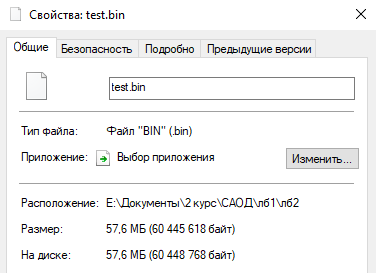 Свойства: test.bin
Общие Безопасность Подробно Предыдущие версии
test.bin
Тип файла: Файл "BIN" (.bin)
Приложение: Выбор приложения Изменить...
Расположение: E:\Документы\2 курс\САОД\лб1\лб2
Размер: 57,6 МБ (60 445 618 байт)
На диске: 57,6 МБ (60 448 768 байт)